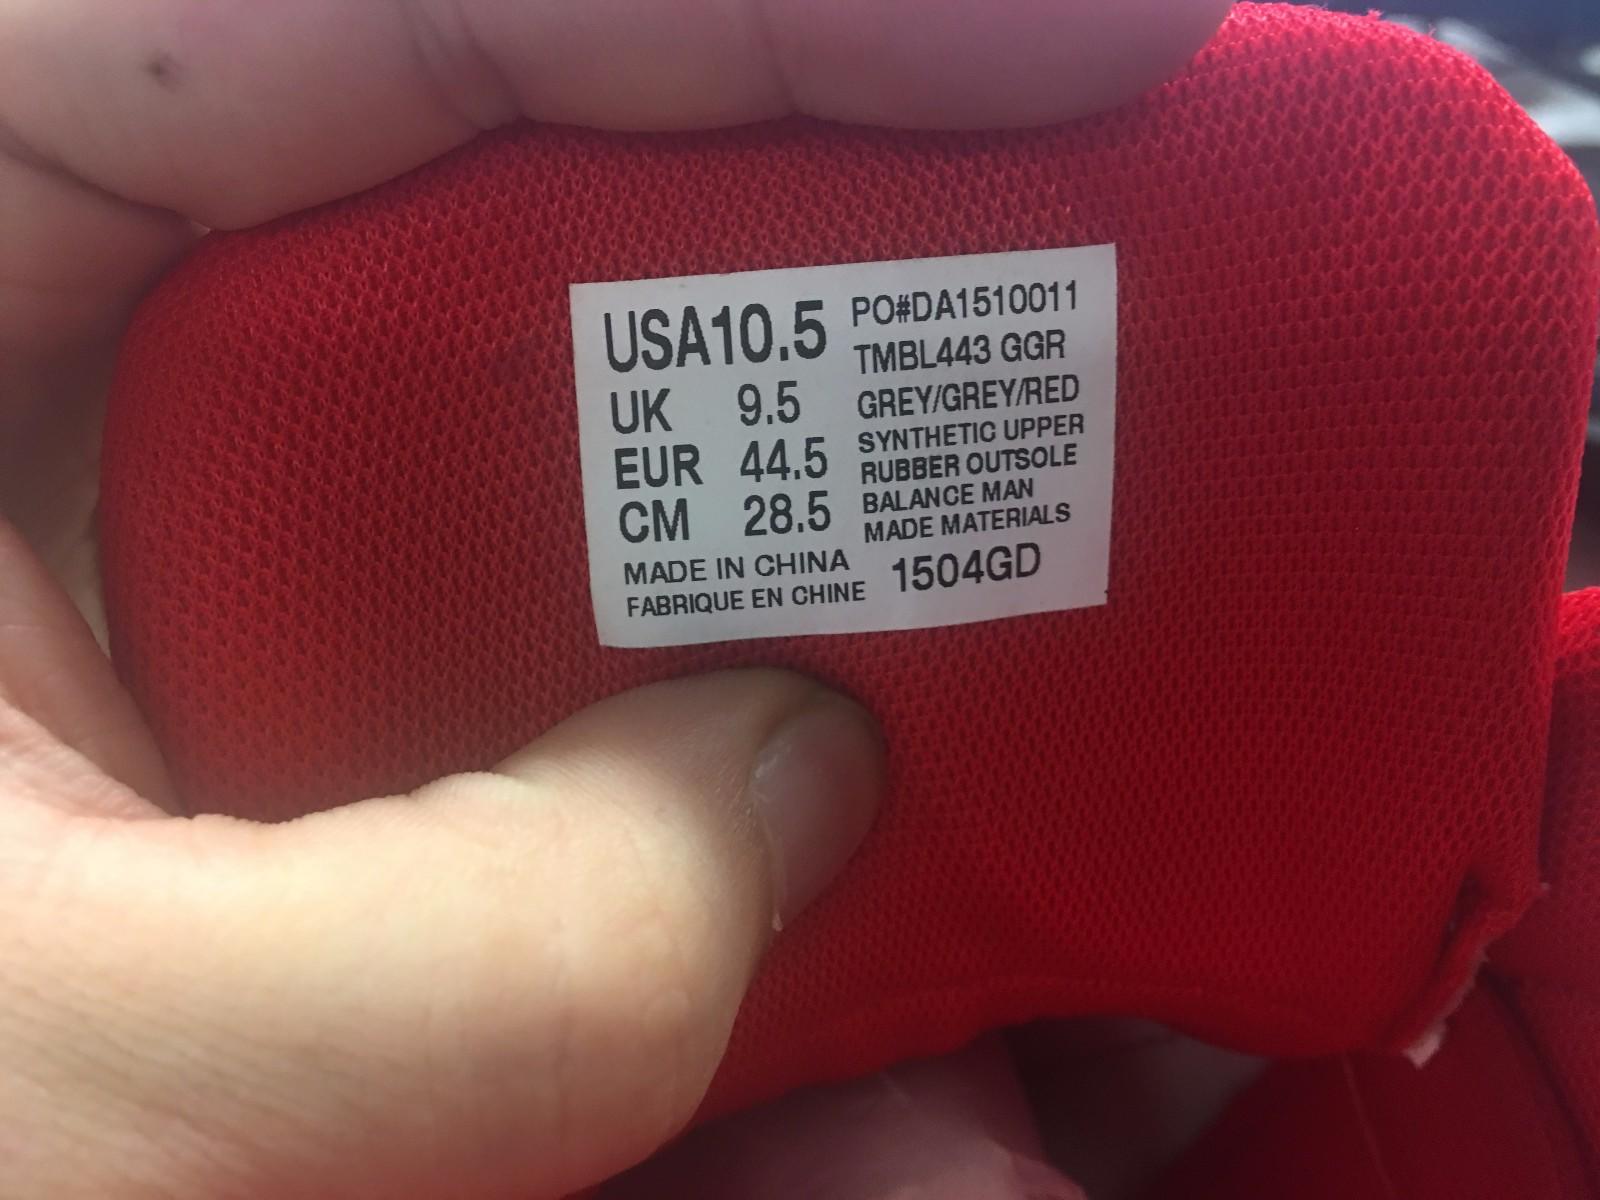 USA10.5
UK 9.5
EUR 44.5
CM 28.5
MADE IN CHINA
FABRIQUE EN CHINE
PO#DA1510011
TMBL443 GGR
GREY/GREY/RED
SYNTHETIC UPPER
RUBBER OUTSOLE
BALANCE MAN
MADE MATERIALS
1504GD